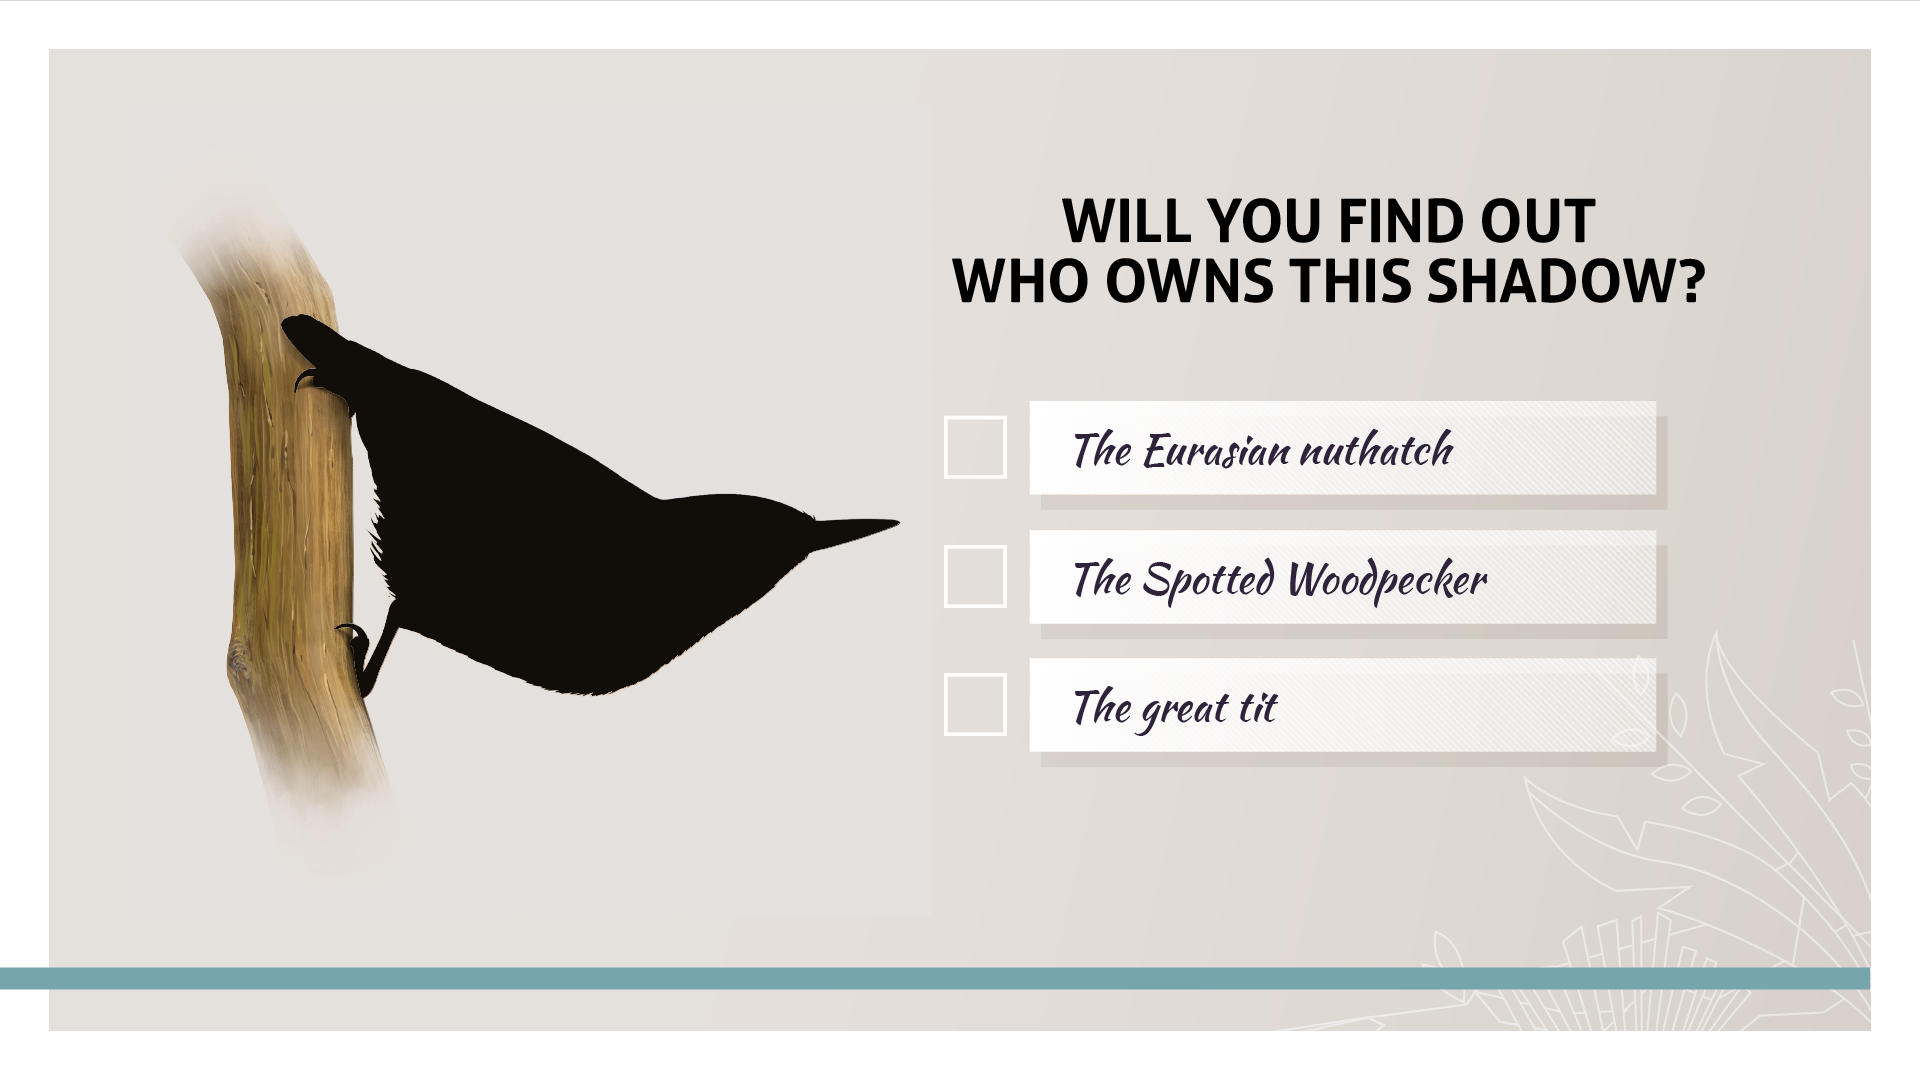 WILL YOU FIND OUT
WHO OWNS THIS SHADOW?
The Eurasian nuthatch
The Spotted Woodpecker
The great tit